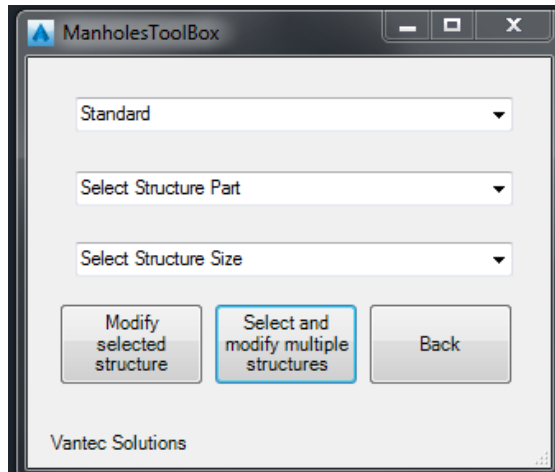 ManholesToolBox
Standard
Select Structure Part
Select Structure Size
Modify
selected
structure
Select and
modify multiple
structures
Back
Vantec Solutions